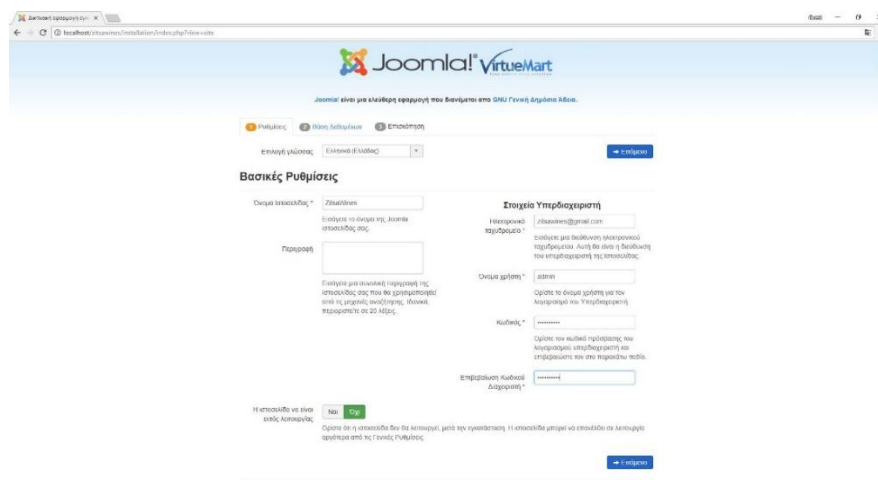 localhost/zitsawines/installation/index.php?view=site
Joomla! VirtueMart
Joomla! είναι μια ελεύθερη εφαρμογή που διανέμεται απο GNU Γενική Δημόσια Άδεια.
1 Ρυθμίσεις 2 Βάση Δεδομένων 3 Επισκόπηση
Επιλογή γλώσσας Ελληνικά (Ελλάδας) Επόμενο
Βασικές Ρυθμίσεις
Όνομα Ιστοσελίδας * ZitsaWines
Εισάγετε το όνομα της Joomla
ιστοσελίδας σας.
Περιγραφή
Εισάγετε μια συνολική περιγραφή της
ιστοσελίδας σας που θα χρησιμοποιηθεί
από τις μηχανές αναζήτησης. Ιδανικά,
περιοριστείτε σε 20 λέξεις.
Στοιχεία Υπερδιαχειριστή
Ηλεκτρονικό
ταχυδρομείο * zitsawines@gmail.com
Εισάγετε μια διεύθυνση ηλεκτρονικού
ταχυδρομείου. Αυτή θα είναι η διεύθυνση
του υπερδιαχειριστή της Ιστοσελίδας.
Όνομα χρήστη * admin
Ορίστε το όνομα χρήστη για τον
λογαριασμό του Υπερδιαχειριστή.
Κωδικός *
Ορίστε τον κωδικό πρόσβασης του
λογαριασμού υπερδιαχειριστή και
επιβεβαιώστε τον στο παρακάτω πεδίο.
Επιβεβαίωση Κωδικού
Διαχειριστή *
Η ιστοσελίδα να είναι
εκτός λειτουργίας Ναι Όχι
Ορίστε ότι η ιστοσελίδα δεν θα λειτουργεί, μετά την εγκατάσταση. Η ιστοσελίδα μπορεί να επανέλθει σε λειτουργία
αργότερα από τις Γενικές Ρυθμίσεις.
Επόμενο